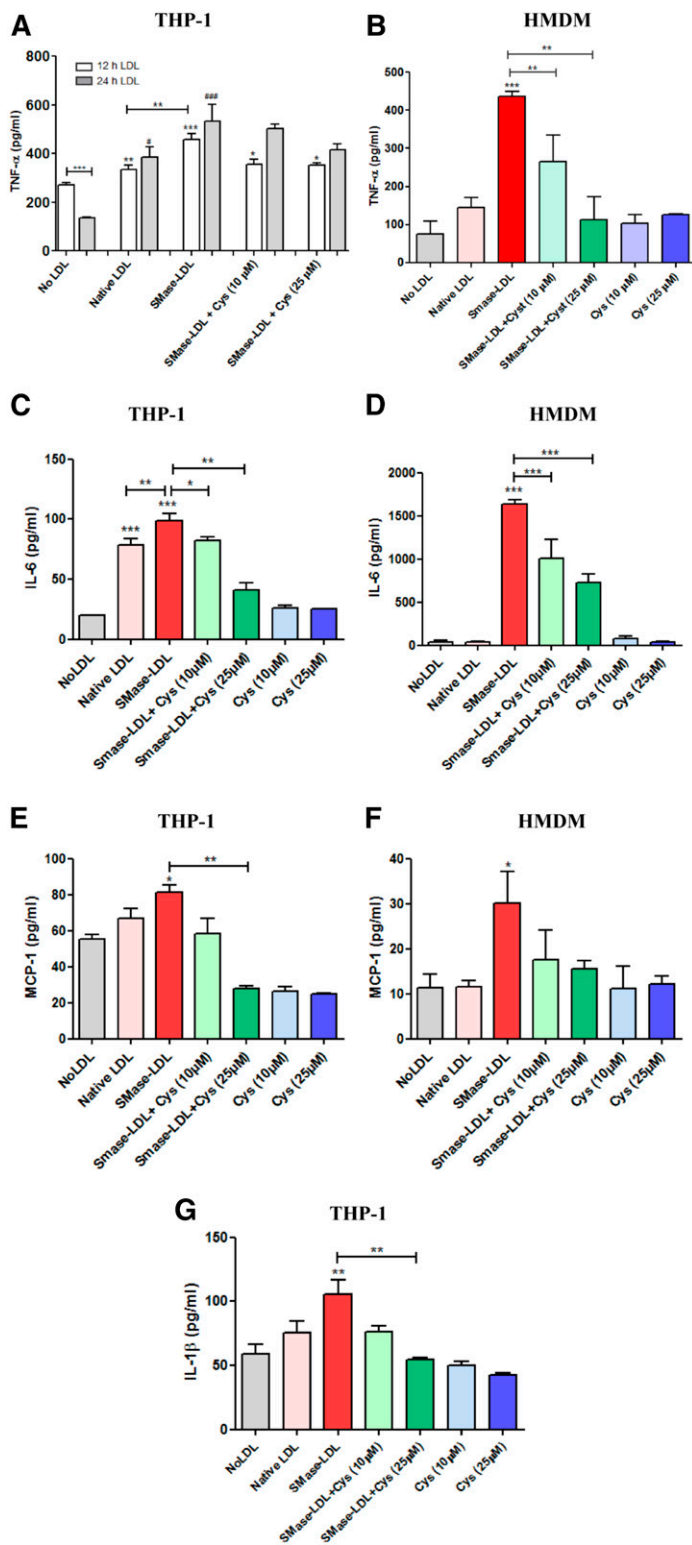 A
THP-1
12 h LDL
24 h LDL
TNF-α (pg/ml)
800
600
400
200
0
***
**
#
**
***
###
*
*
No LDL
Native LDL
SMase-LDL
SMase-LDL + Cys (10 µM)
SMase-LDL + Cys (25 µM)
B
HMDM
TNF-α (pg/ml)
500
400
300
200
100
0
**
**
***
No LDL
Native LDL
Smase-LDL
SMase-LDL+Cyst (10 µM)
SMase-LDL+Cyst (25 µM)
Cys (10 µM)
Cys (25 µM)
C
THP-1
IL-6 (pg/ml)
150
100
50
0
**
**
*
***
***
NoLDL
Native LDL
SMase-LDL
Smase-LDL+ Cys (10µM)
Smase-LDL+Cys (25µM)
Cys (10µM)
Cys (25µM)
D
HMDM
IL-6 (pg/ml)
2000
1500
1000
500
0
***
***
***
NoLDL
Native LDL
SMase-LDL
Smase-LDL+ Cys (10µM)
Smase-LDL+Cys (25µM)
Cys (10µM)
Cys (25µM)
E
THP-1
MCP-1 (pg/ml)
100
80
60
40
20
0
**
*
NoLDL
Native LDL
SMase-LDL
Smase-LDL+ Cys (10µM)
Smase-LDL+Cys (25µM)
Cys (10µM)
Cys (25µM)
F
HMDM
MCP-1 (pg/ml)
40
30
20
10
0
*
NoLDL
Native LDL
SMase-LDL
Smase-LDL+ Cys (10µM)
Smase-LDL+Cys (25µM)
Cys (10µM)
Cys (25µM)
G
THP-1
IL-1β (pg/ml)
150
100
50
0
**
**
NoLDL
Native LDL
SMase-LDL
SMase-LDL+Cys (10µM)
SMase-LDL+Cys (25µM)
Cys (10µM)
Cys (25µM)